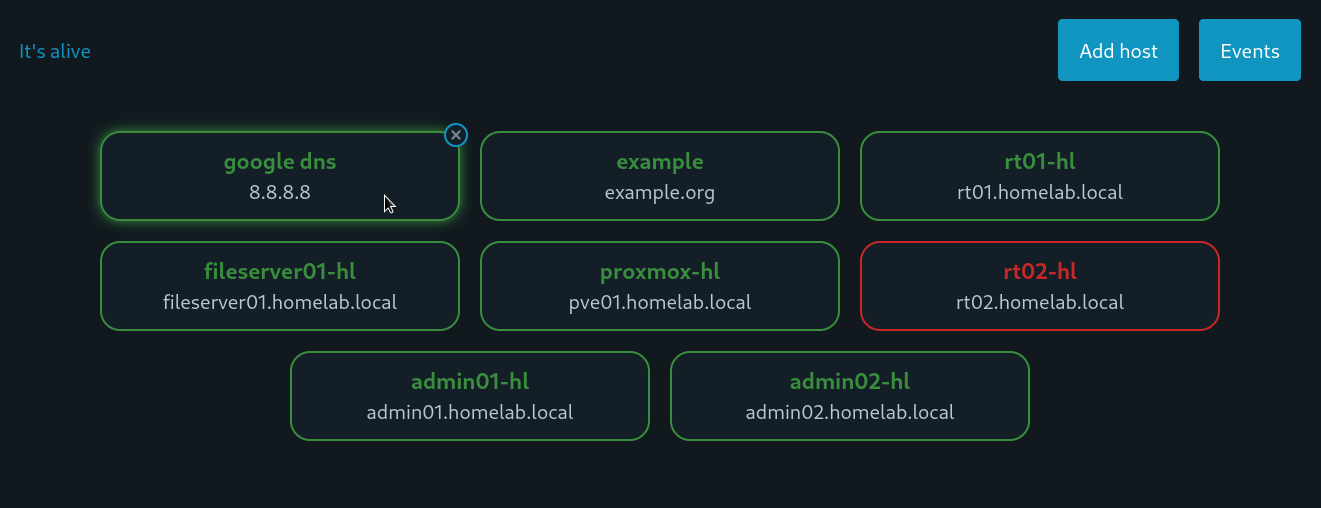 It's alive
Add host
Events
google dns
8.8.8.8
example
example.org
rt01-hl
rt01.homelab.local
fileserver01-hl
fileserver01.homelab.local
proxmox-hl
pve01.homelab.local
rt02-hl
rt02.homelab.local
admin01-hl
admin01.homelab.local
admin02-hl
admin02.homelab.local